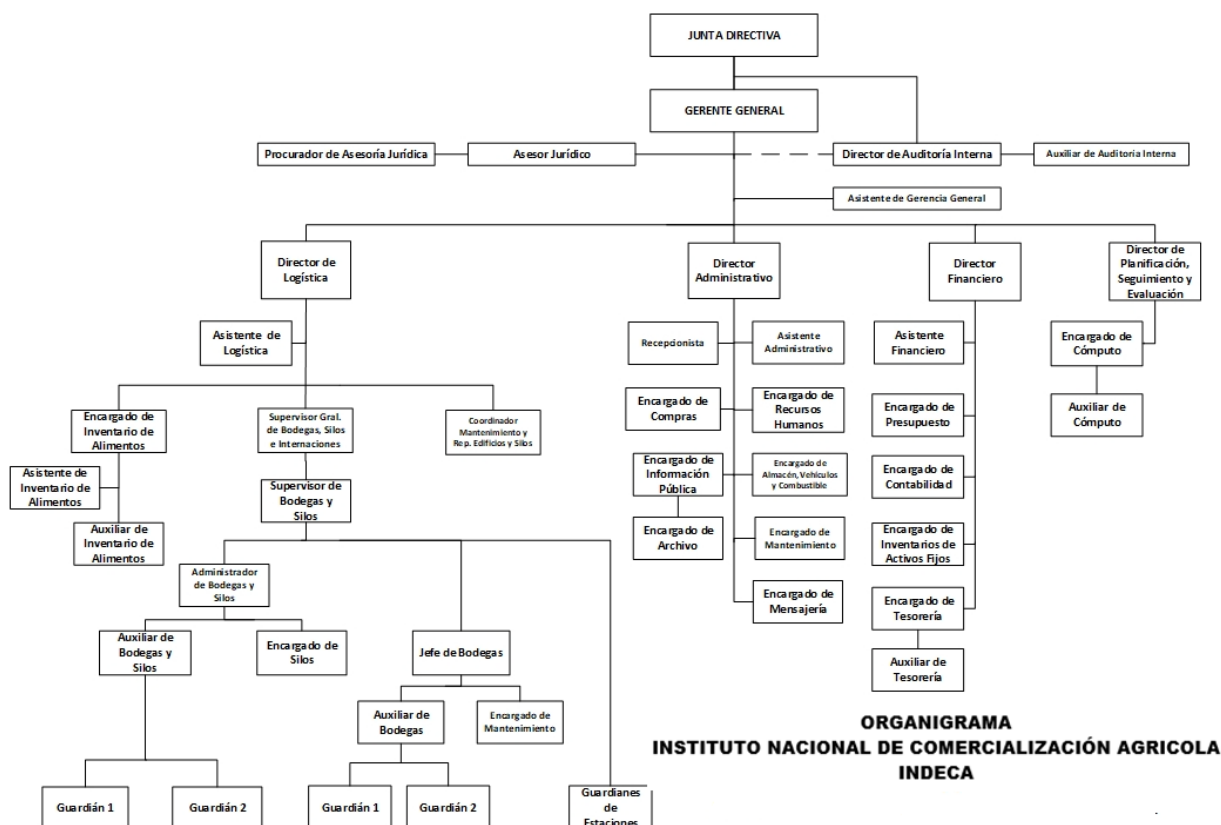 JUNTA DIRECTIVA
GERENTE GENERAL
Procurador de Asesoría Jurídica
Asesor Jurídico
Director de Auditoría Interna
Auxiliar de Auditoria Interna
Asistente de Gerencia General
Director de
Logística
Director
Administrativo
Director
Financiero
Director de
Planificación,
Seguimiento y
Evaluación
Asistente de
Logística
Recepcionista
Asistente
Administrativo
Asistente
Financiero
Encargado de
Cómputo
Encargado de
Inventario de
Alimentos
Supervisor Gral.
de Bodegas, Silos
e Internaciones
Coordinador
Mantenimiento y
Rep. Edificios y Silos
Encargado de
Compras
Encargado de
Recursos
Humanos
Encargado de
Presupuesto
Auxiliar de
Cómputo
Asistente de
Inventario de
Alimentos
Supervisor de
Bodegas y
Silos
Encargado de
Información
Pública
Encargado de
Almacén, Vehículos
y Combustible
Encargado de
Contabilidad
Auxiliar de
Inventario de
Alimentos
Encargado de
Archivo
Encargado de
Mantenimiento
Encargado de
Inventarios de
Activos Fijos
Administrador
de Bodegas y
Silos
Encargado de
Mensajería
Encargado de
Tesorería
Auxiliar de
Bodegas y
Silos
Encargado de
Silos
Jefe de Bodegas
Auxiliar de
Tesorería
Auxiliar de
Bodegas
Encargado de
Mantenimiento
ORGANIGRAMA
INSTITUTO NACIONAL DE COMERCIALIZACIÓN AGRICOLA
INDECA
Guardián 1
Guardián 2
Guardián 1
Guardián 2
Guardianes
de
Estaciones